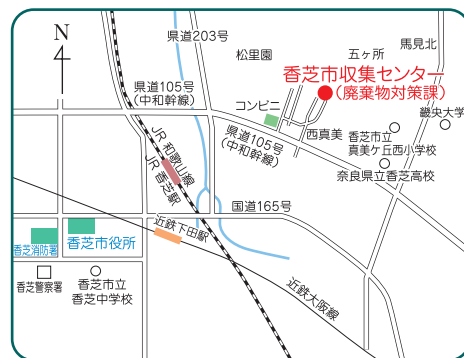 N
県道203号
松里園
五ヶ所
馬見北
香芝市収集センター
(廃棄物対策課)
県道105号
(中和幹線)
コンビニ
畿央大学
県道105号
(中和幹線)
西真美
香芝市立
真美ケ丘西小学校
奈良県立香芝高校
JR 和歌山線
JR 香芝駅
国道165号
近鉄下田駅
香芝消防署
香芝市役所
香芝警察署
香芝市立
香芝中学校
近鉄大阪線